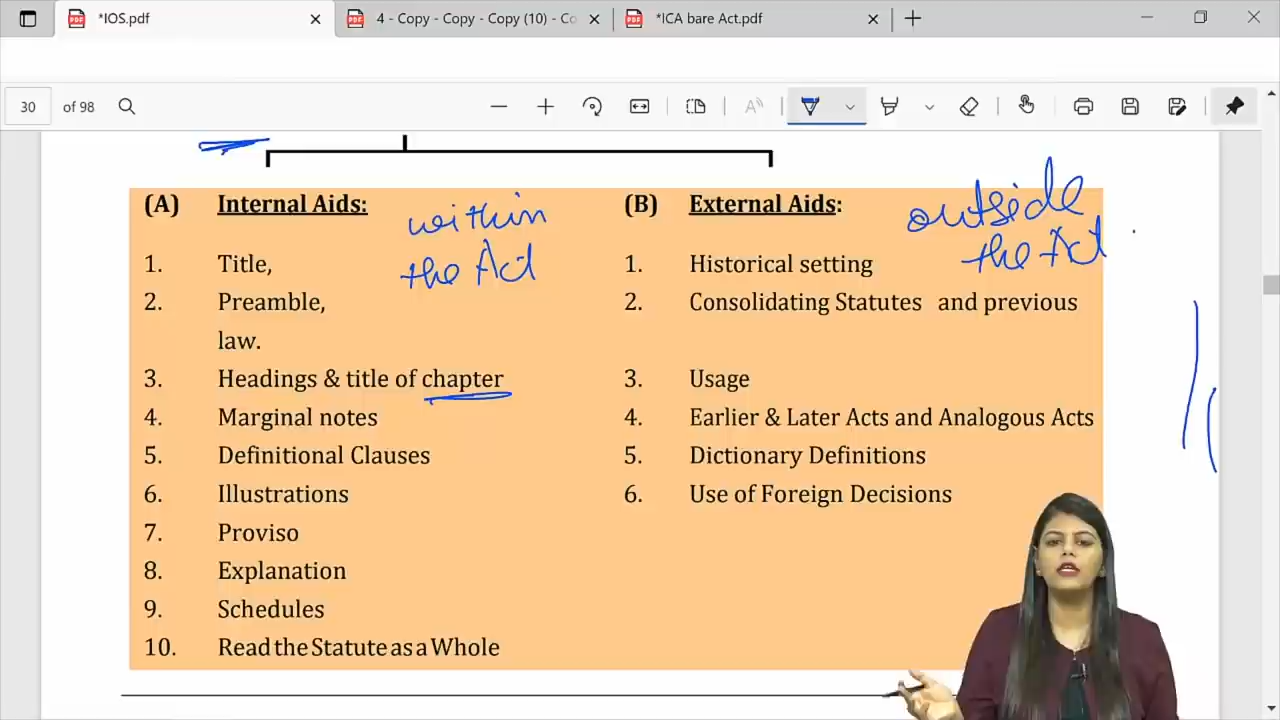 *IOS.pdf
4 - Copy - Copy - Copy (10) - Co
*ICA bare Act.pdf
30 of 98
(A) Internal Aids: within the Act
1. Title,
2. Preamble,
law.
3. Headings & title of chapter
4. Marginal notes
5. Definitional Clauses
6. Illustrations
7. Proviso
8. Explanation
9. Schedules
10. Read the Statute as a Whole
(B) External Aids: outside the Act
1. Historical setting
2. Consolidating Statutes and previous
3. Usage
4. Earlier & Later Acts and Analogous Acts
5. Dictionary Definitions
6. Use of Foreign Decisions